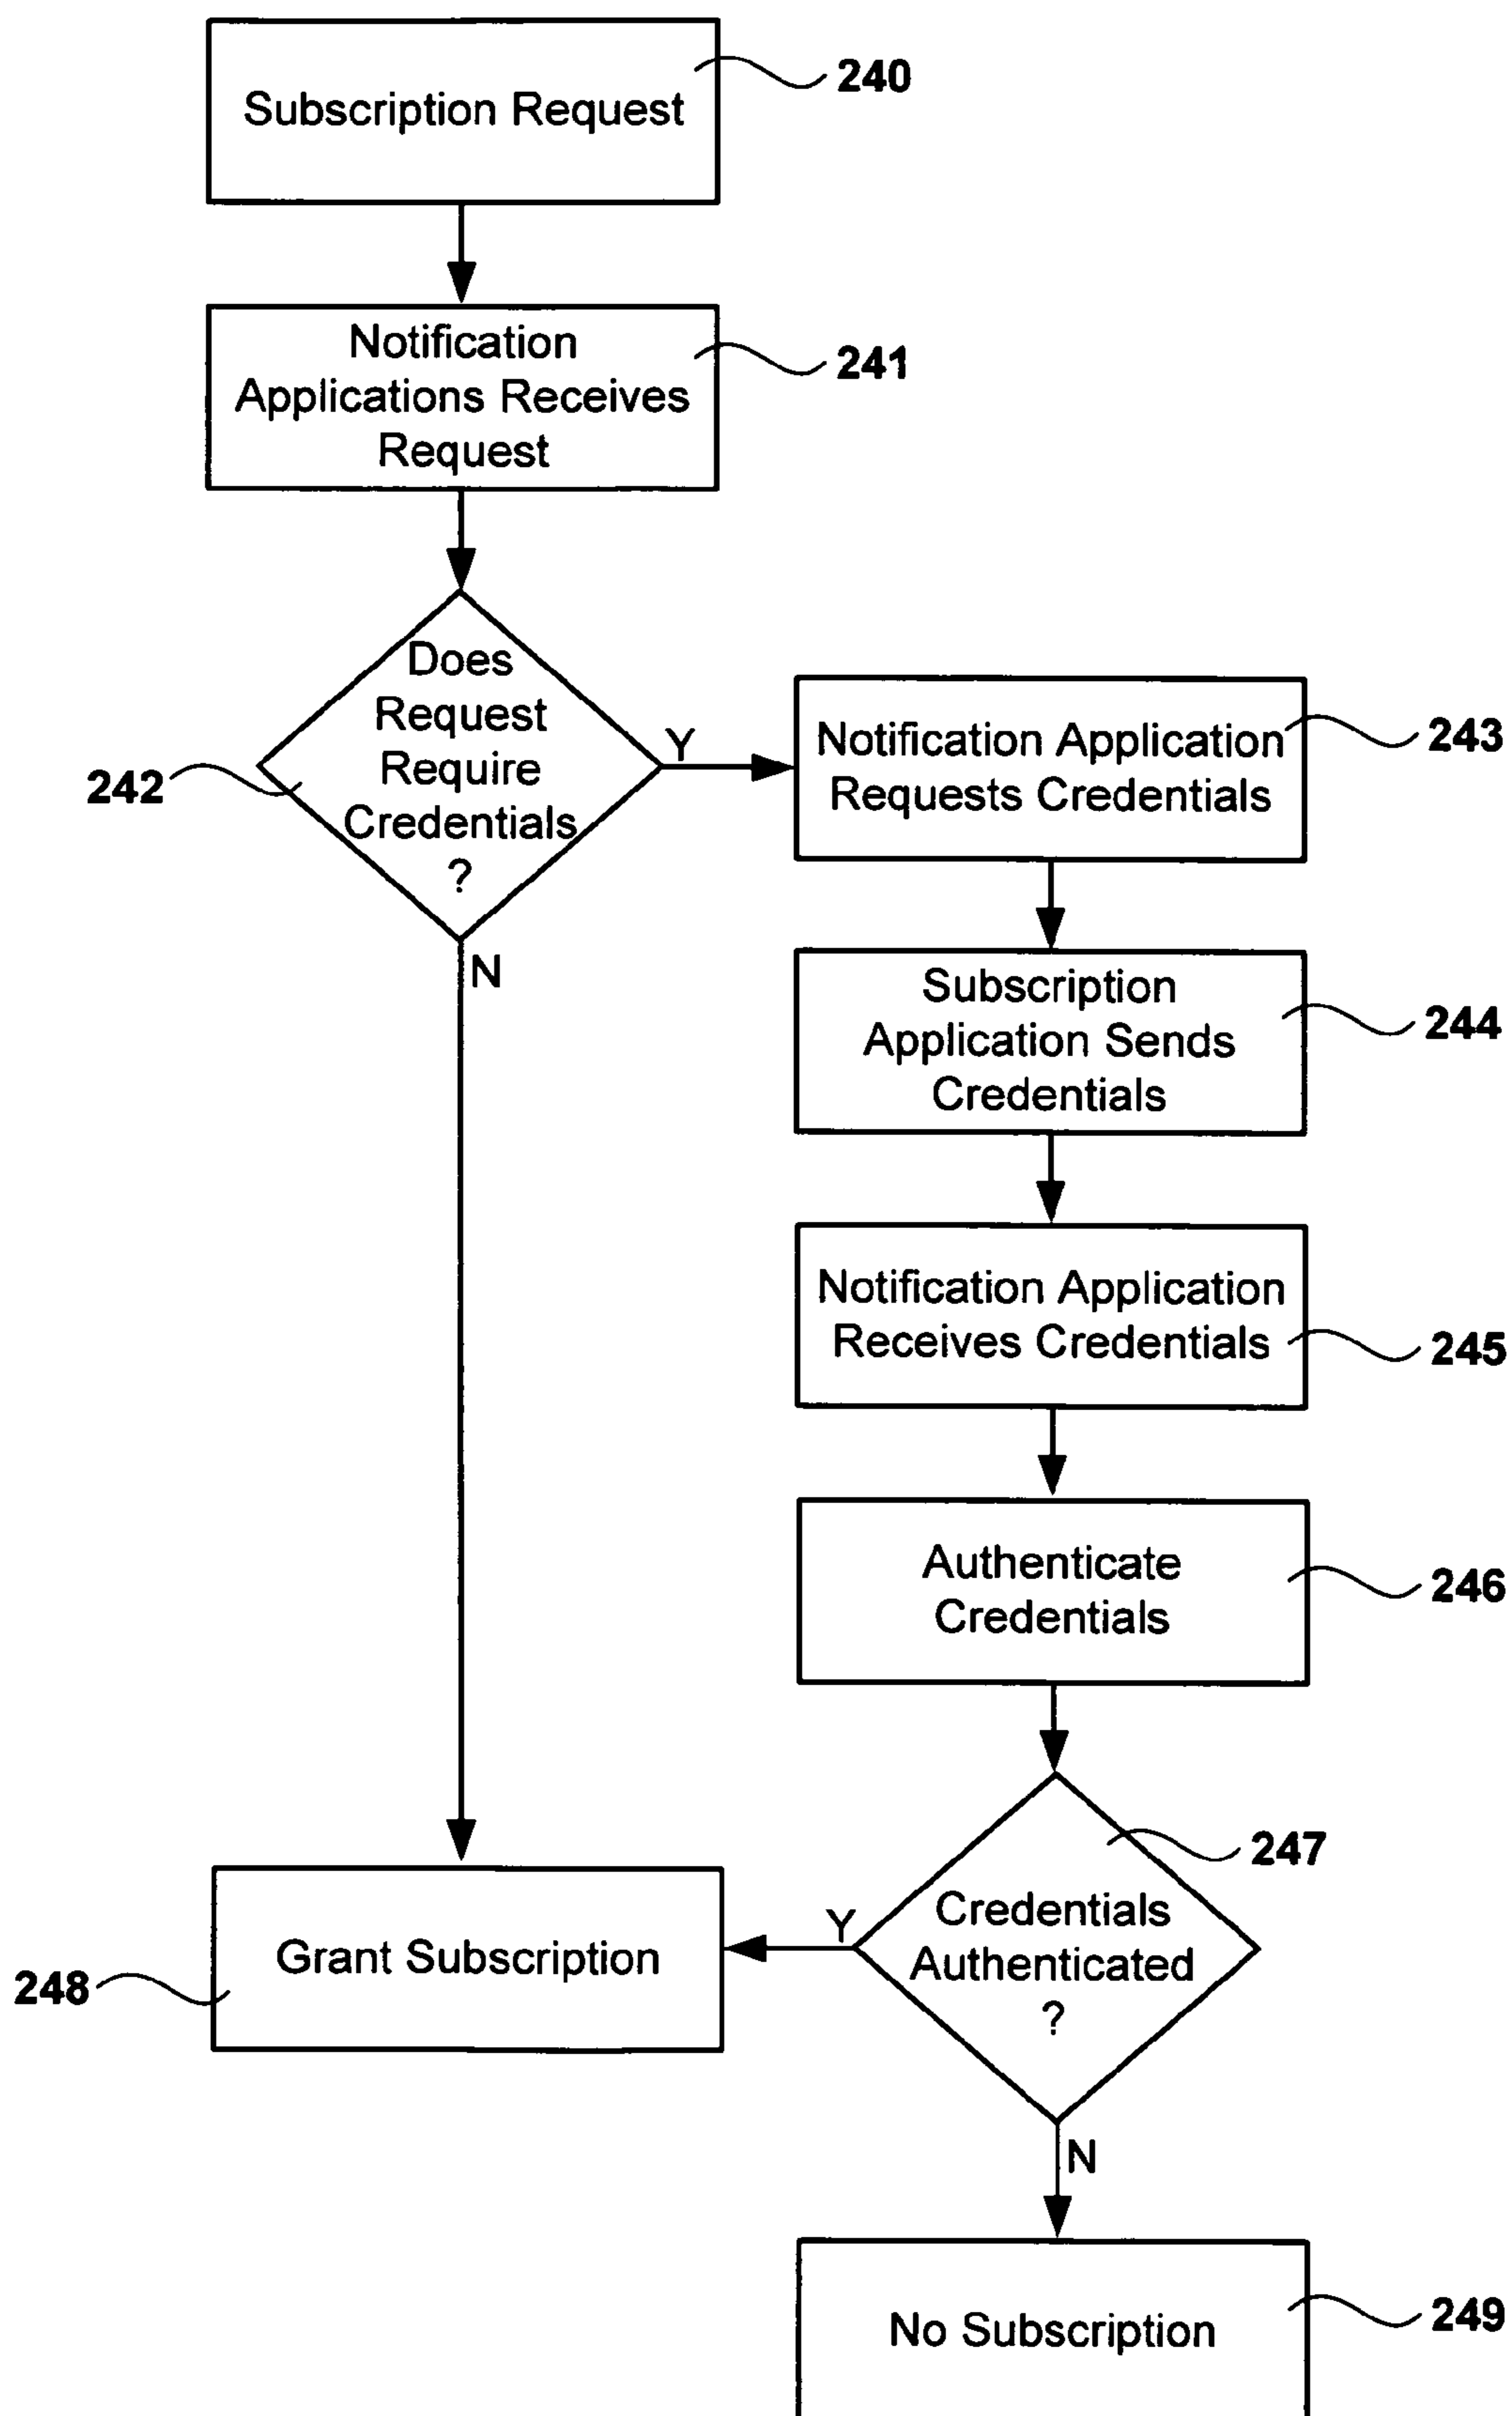 Subscription Request
240
Notification
Applications Receives
Request
241
Does
Request
Require
Credentials
?
242
Y
N
Notification Application
Requests Credentials
243
Subscription
Application Sends
Credentials
244
Notification Application
Receives Credentials
245
Authenticate
Credentials
246
Credentials
Authenticated
?
247
Y
N
Grant Subscription
248
No Subscription
249